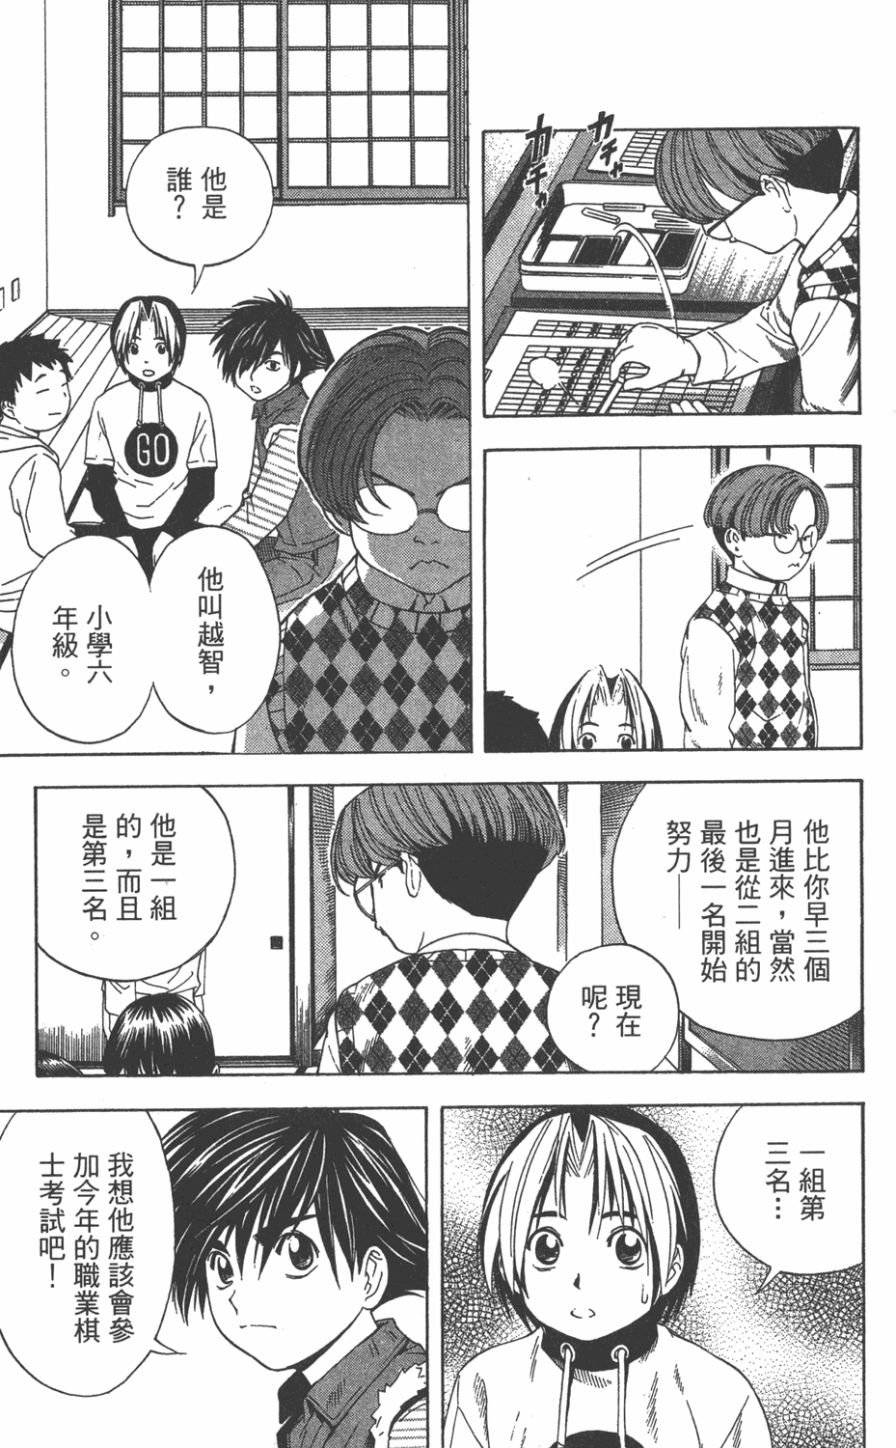 カチャ
カチャ
他是
誰？
GO
他叫越智，
小學六
年級。
他比你早三個
月進來，當然
也是從二組的
最後一名開始
努力——
現在
呢？
他是一組
的，而且
是第三名。
一組第
三名…
我想他應該會參
加今年的職業棋
士考試吧！